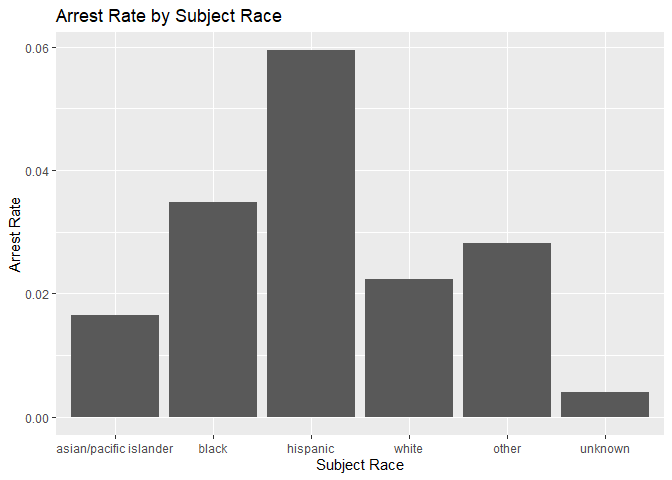 Arrest Rate by Subject Race
0.06
0.04
0.02
0.00
Arrest Rate
asian/pacific islander black hispanic white other unknown
Subject Race